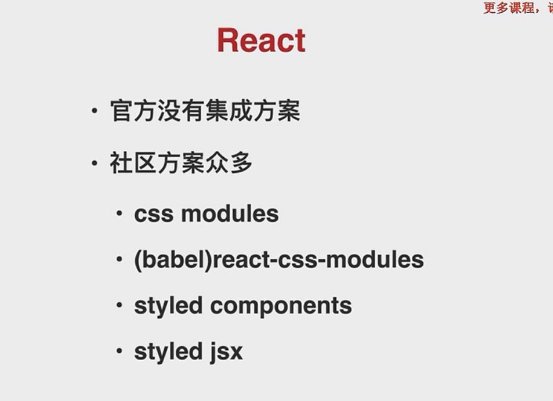 更多课程，
React
• 官方没有集成方案
• 社区方案众多
• css modules
• (babel)react-css-modules
• styled components
• styled jsx